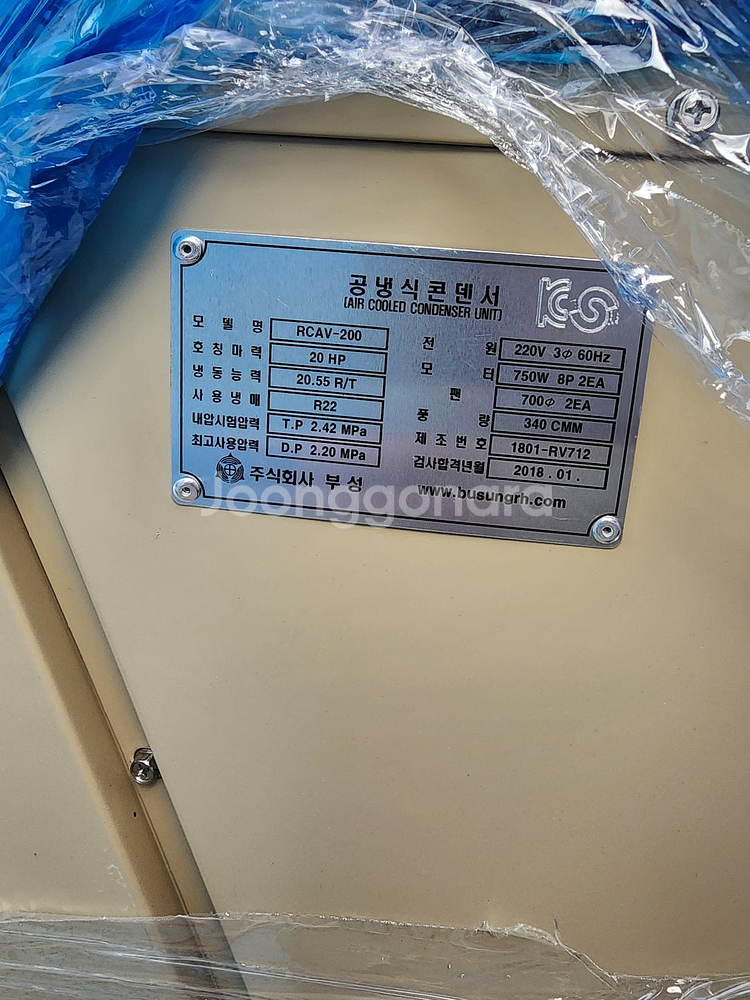 공냉식콘덴서
(AIR COOLED CONDENSER UNIT)
KCs
모델명 RCAV-200
호칭마력 20 HP
냉동능력 20.55 R/T
사용냉매 R22
내압시험압력 T.P 2.42 MPa
최고사용압력 D.P 2.20 MPa
전원 220V 3Φ 60Hz
모터 750W 8P 2EA
팬 700Φ 2EA
풍량 340 CMM
제조번호 1801-RV712
검사합격년월 2018.01.
주식회사 부성
www.busungrh.com
Joonggonara